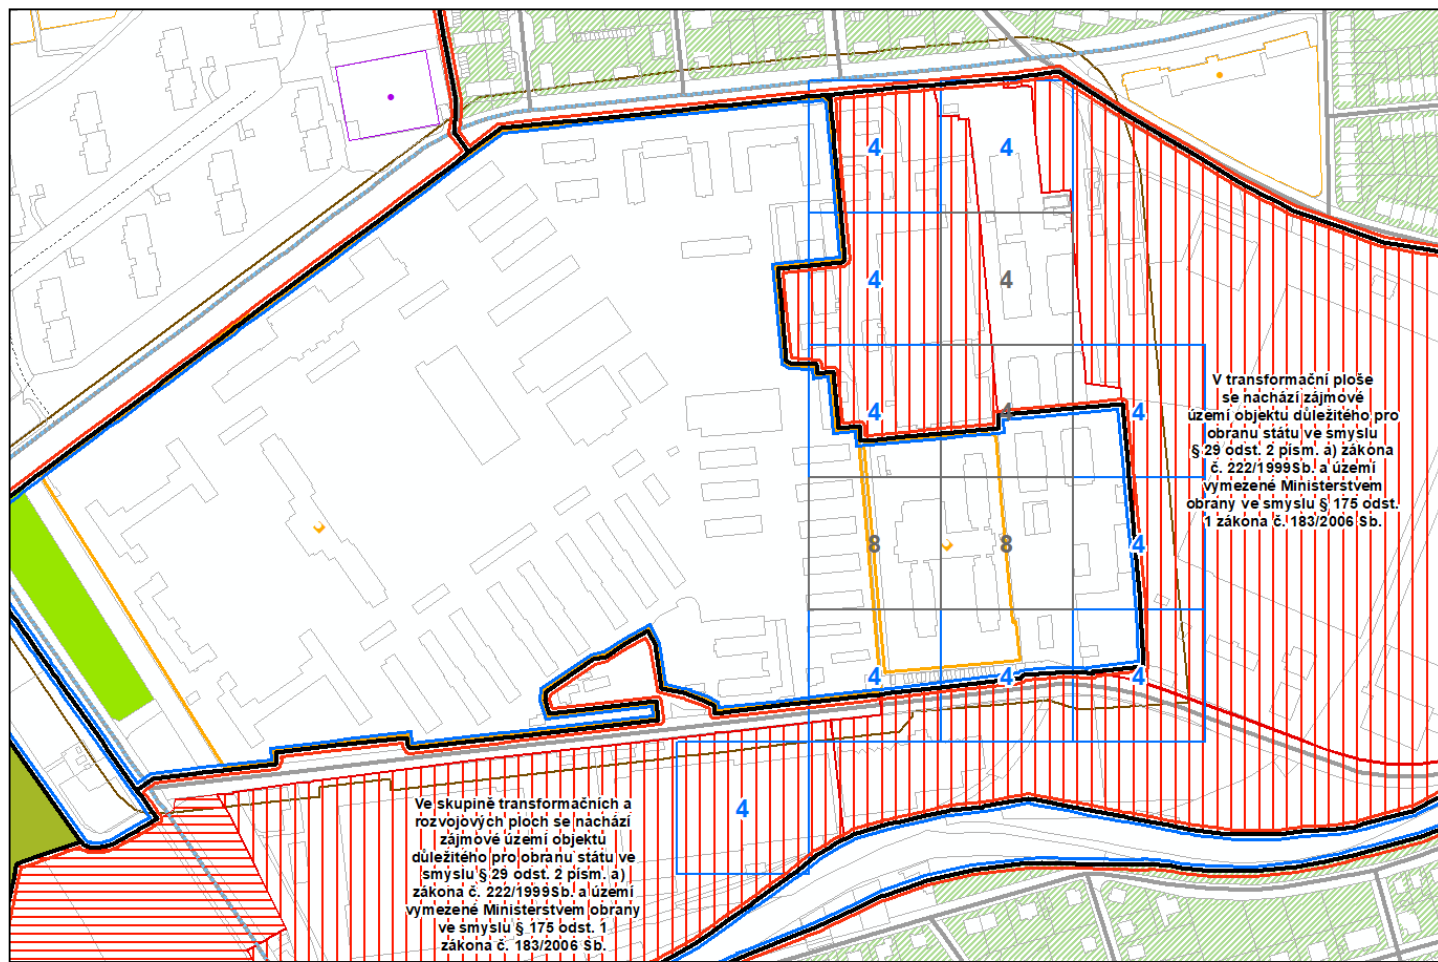 4 4
4 4
V transformační ploše
se nachází zájmové
území objektu důležitého pro
obranu státu ve smyslu
§ 29 odst. 2 písm. a) zákona
č. 222/1999Sb. a území
vymezené Ministerstvem
obrany ve smyslu § 175 odst.
1 zákona č. 183/2006 Sb.
4 4 4
8 8 4
4 4 4
4
Ve skupině transformačních a
rozvojových ploch se nachází
zájmové území objektu
důležitého pro obranu státu ve
smyslu § 29 odst. 2 písm. a)
zákona č. 222/1999Sb. a území
vymezené Ministerstvem obrany
ve smyslu § 175 odst. 1
zákona č. 183/2006 Sb.